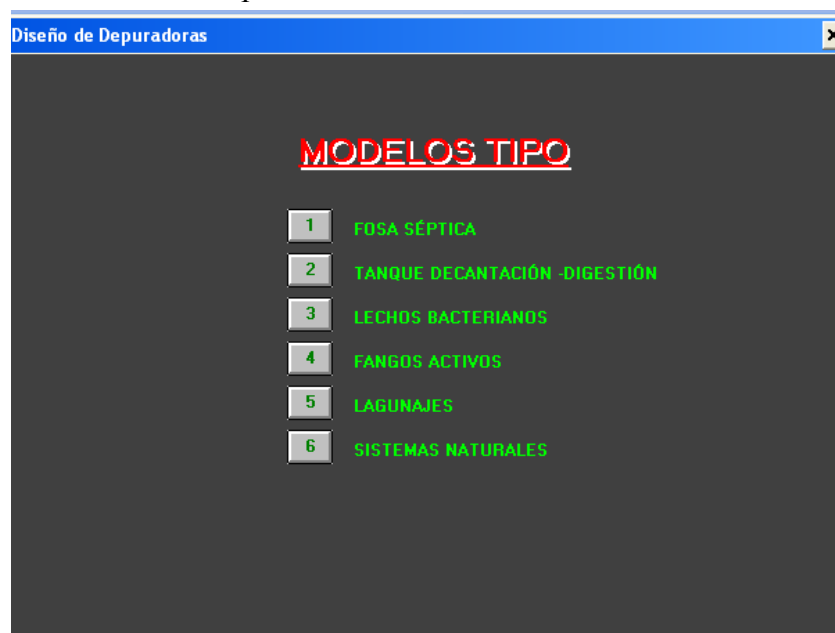 Diseño de Depuradoras
MODELOS TIPO
1 FOSA SÉPTICA
2 TANQUE DECANTACIÓN -DIGESTIÓN
3 LECHOS BACTERIANOS
4 FANGOS ACTIVOS
5 LAGUNAJES
6 SISTEMAS NATURALES